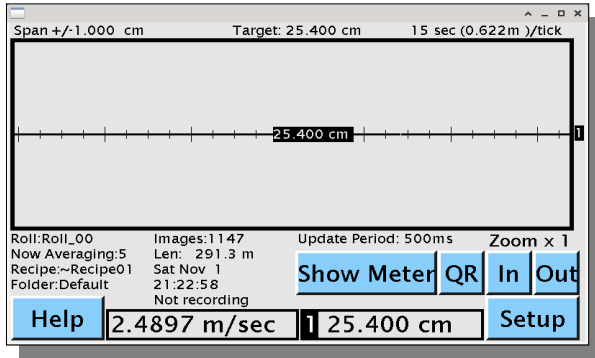 Span +/-1.000 cm Target: 25.400 cm 15 sec (0.622m )/tick
25.400 cm 1
Roll:Roll_00 Images:1147 Update Period: 500ms Zoom x 1
Now Averaging:5 Len: 291.3 m
Recipe:~Recipe01 Sat Nov 1 Show Meter QR In Out
Folder:Default 21:22:58
Not recording
Help 2.4897 m/sec 1 25.400 cm Setup